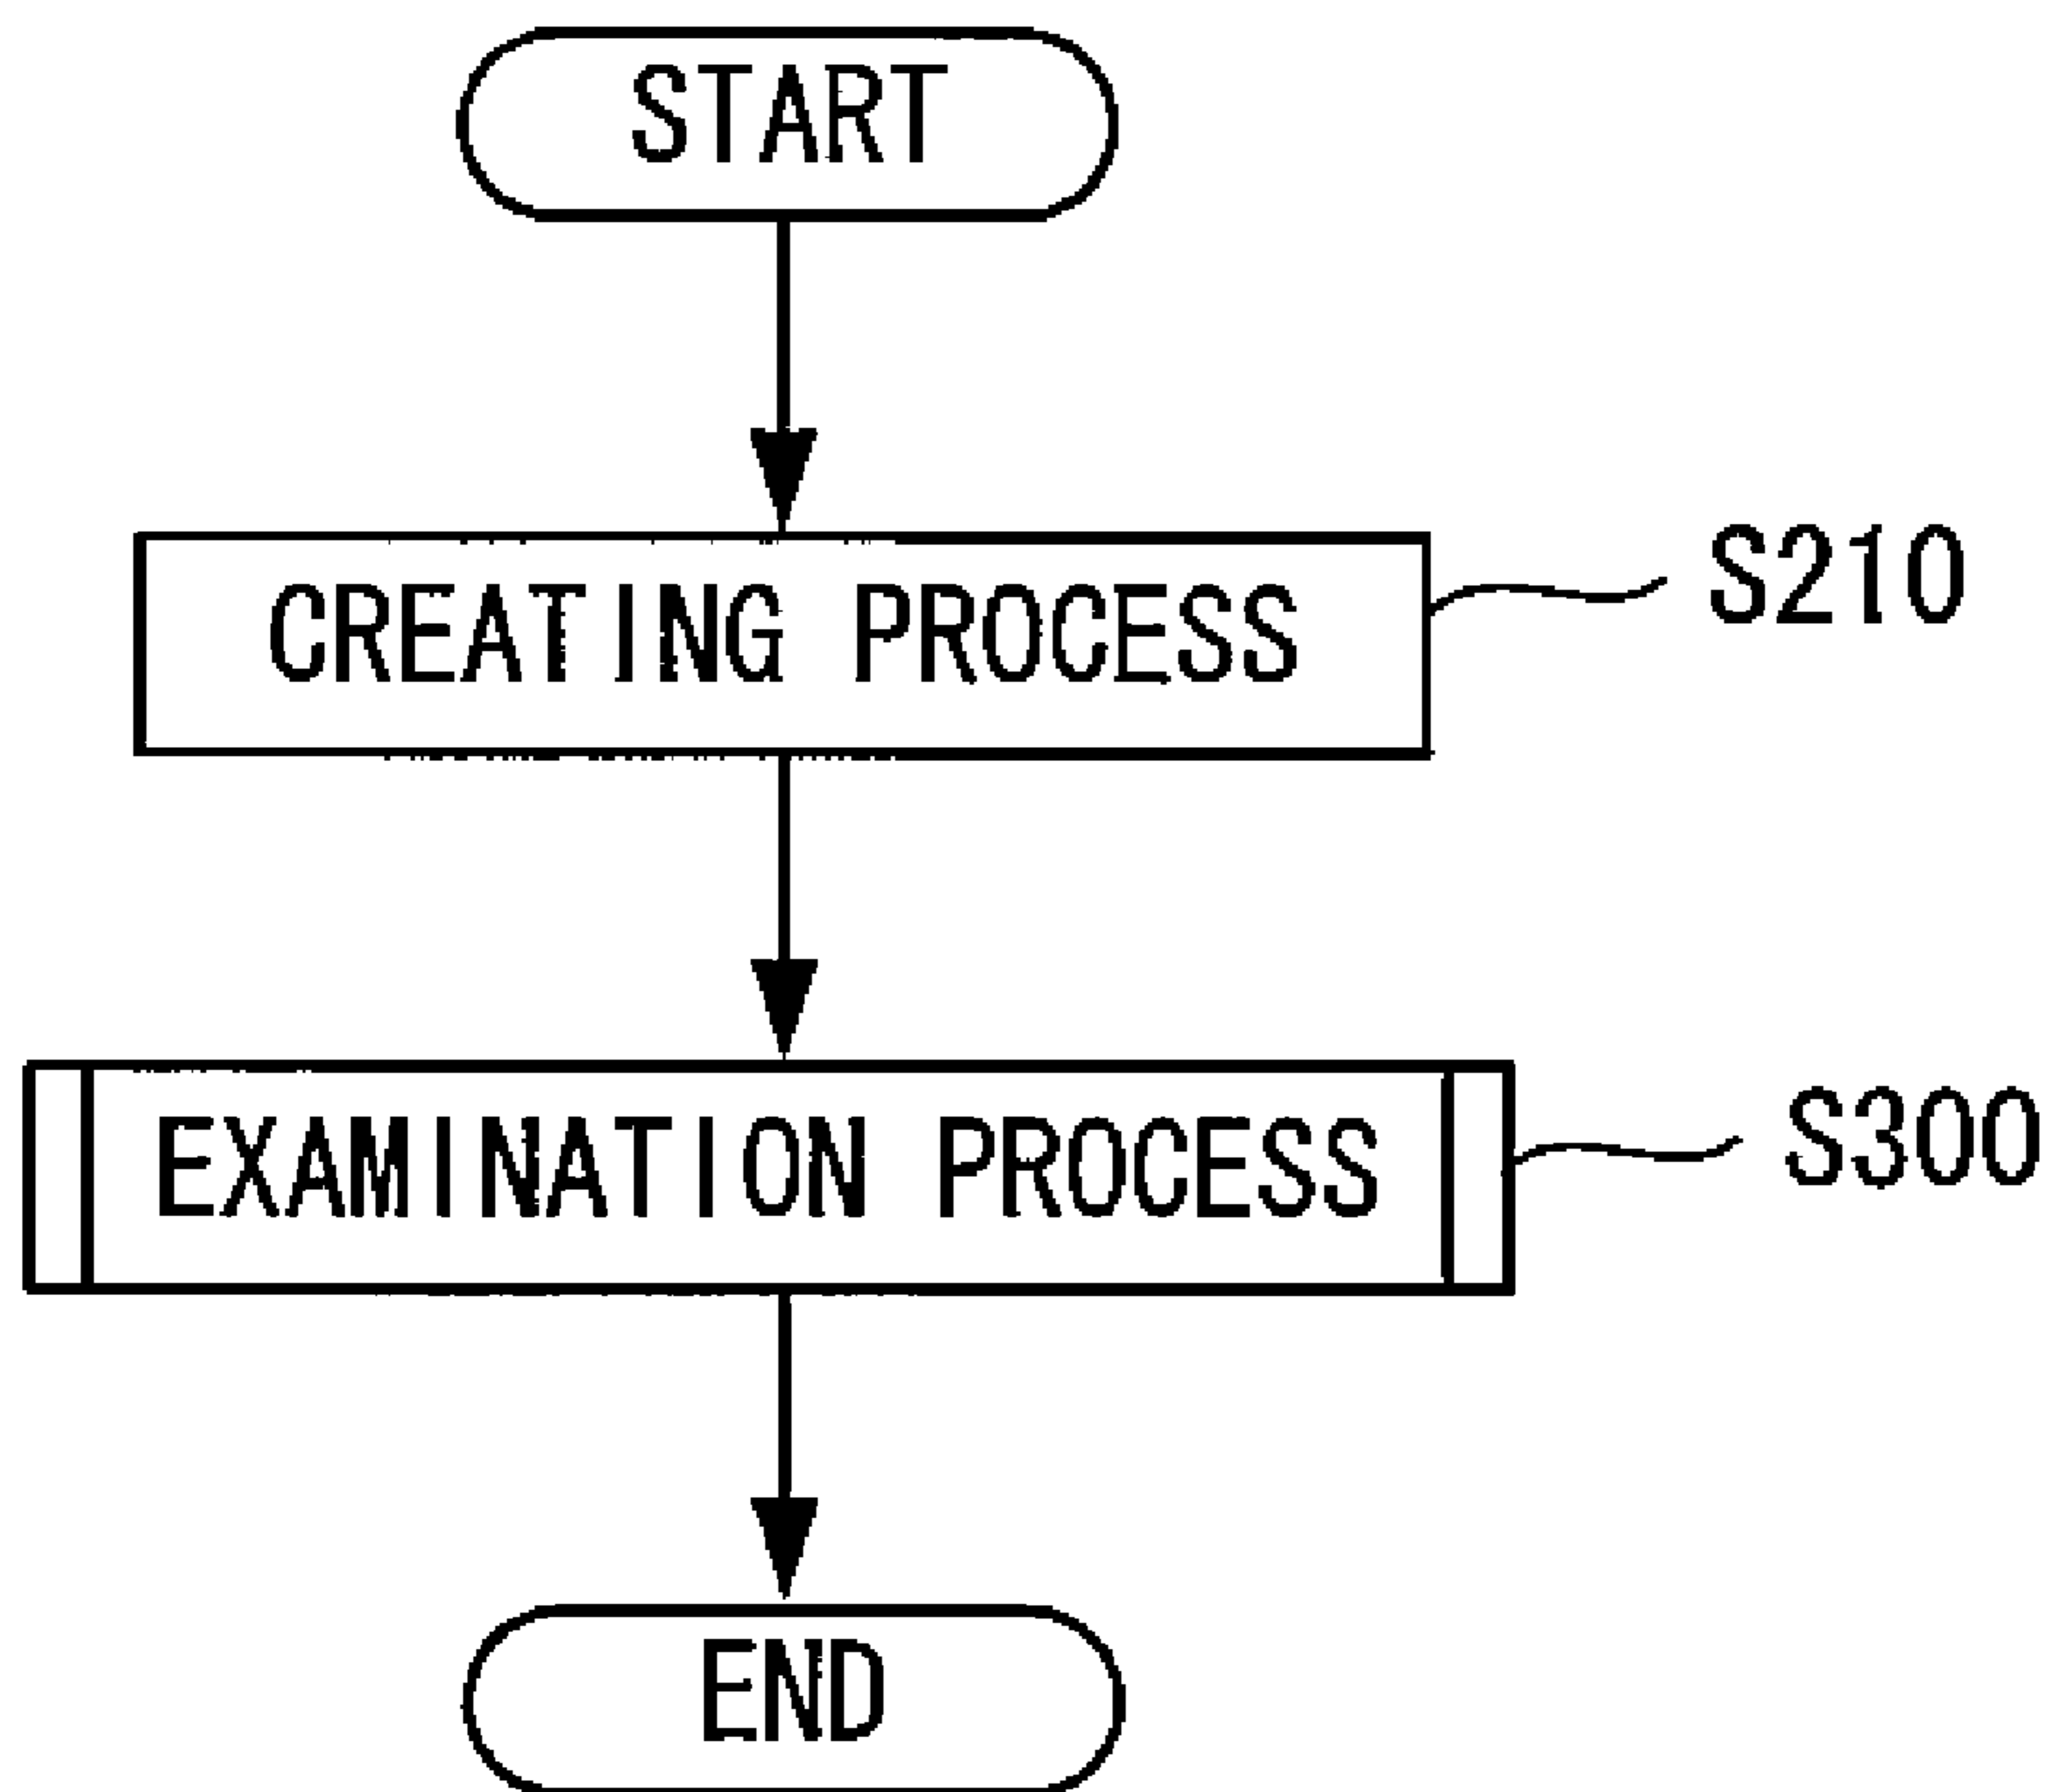 START
CREATING PROCESS
S210
EXAMINATION PROCESS
S300
END